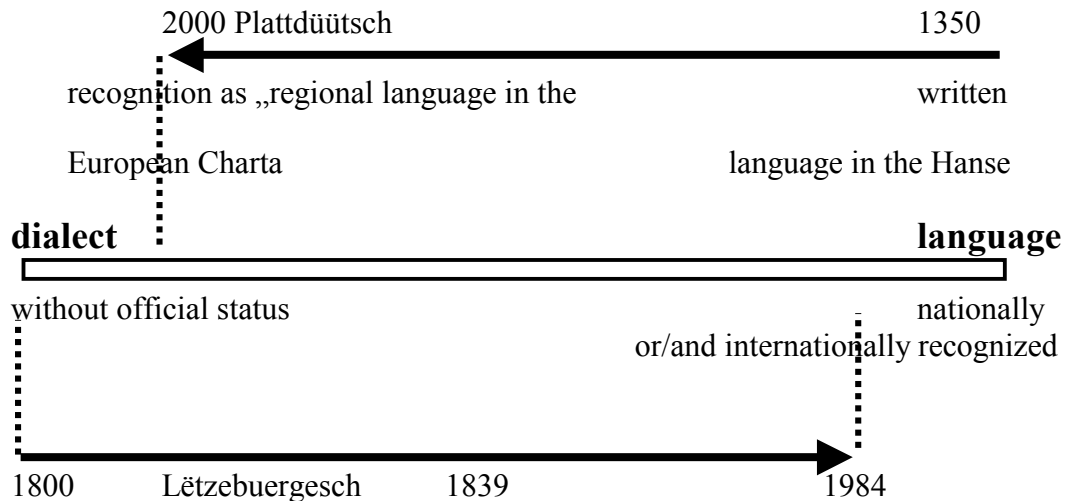 2000 Plattdüütsch 1350
recognition as „regional language in the written
European Charta language in the Hanse
dialect language
without official status nationally
or/and internationally recognized
1800 Lëtzebuergesch 1839 1984